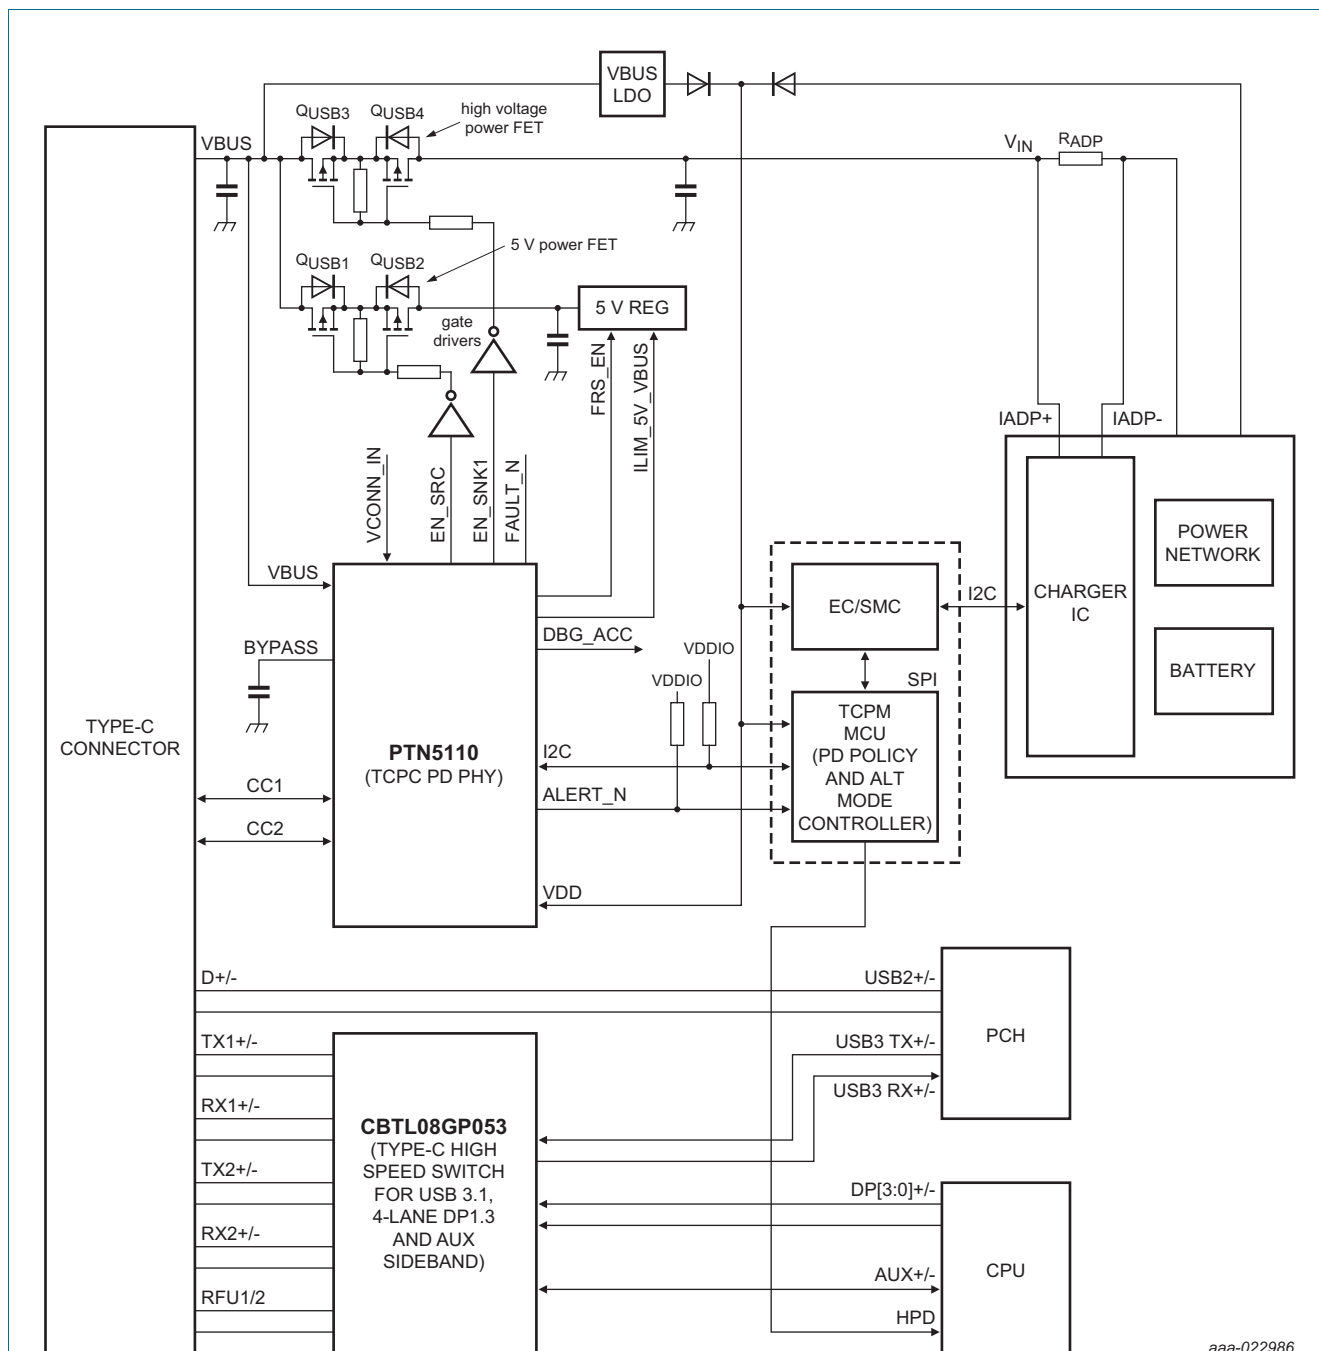 VBUS
LDO
QUSB3
QUSB4
high voltage
power FET
VBUS
VIN
RADP
5 V power FET
QUSB1
QUSB2
5 V REG
gate
drivers
FRS_EN
ILIM_5V_VBUS
IADP+
IADP-
VCONN_IN
EN_SRC
EN_SNK1
FAULT_N
POWER
NETWORK
VBUS
EC/SMC
I2C
CHARGER
IC
DBG_ACC
BYPASS
VDDIO
VDDIO
SPI
BATTERY
TYPE-C
CONNECTOR
PTN5110
(TCPC PD PHY)
I2C
TCPM
MCU
(PD POLICY
AND ALT
MODE
CONTROLLER)
CC1
ALERT_N
CC2
VDD
D+/-
USB2+/-
PCH
TX1+/-
USB3 TX+/-
USB3 RX+/-
RX1+/-
CBTL08GP053
(TYPE-C HIGH
SPEED SWITCH
FOR USB 3.1,
4-LANE DP1.3
AND AUX
SIDEBAND)
TX2+/-
DP[3:0]+/-
RX2+/-
CPU
AUX+/-
RFU1/2
HPD
aaa-022986